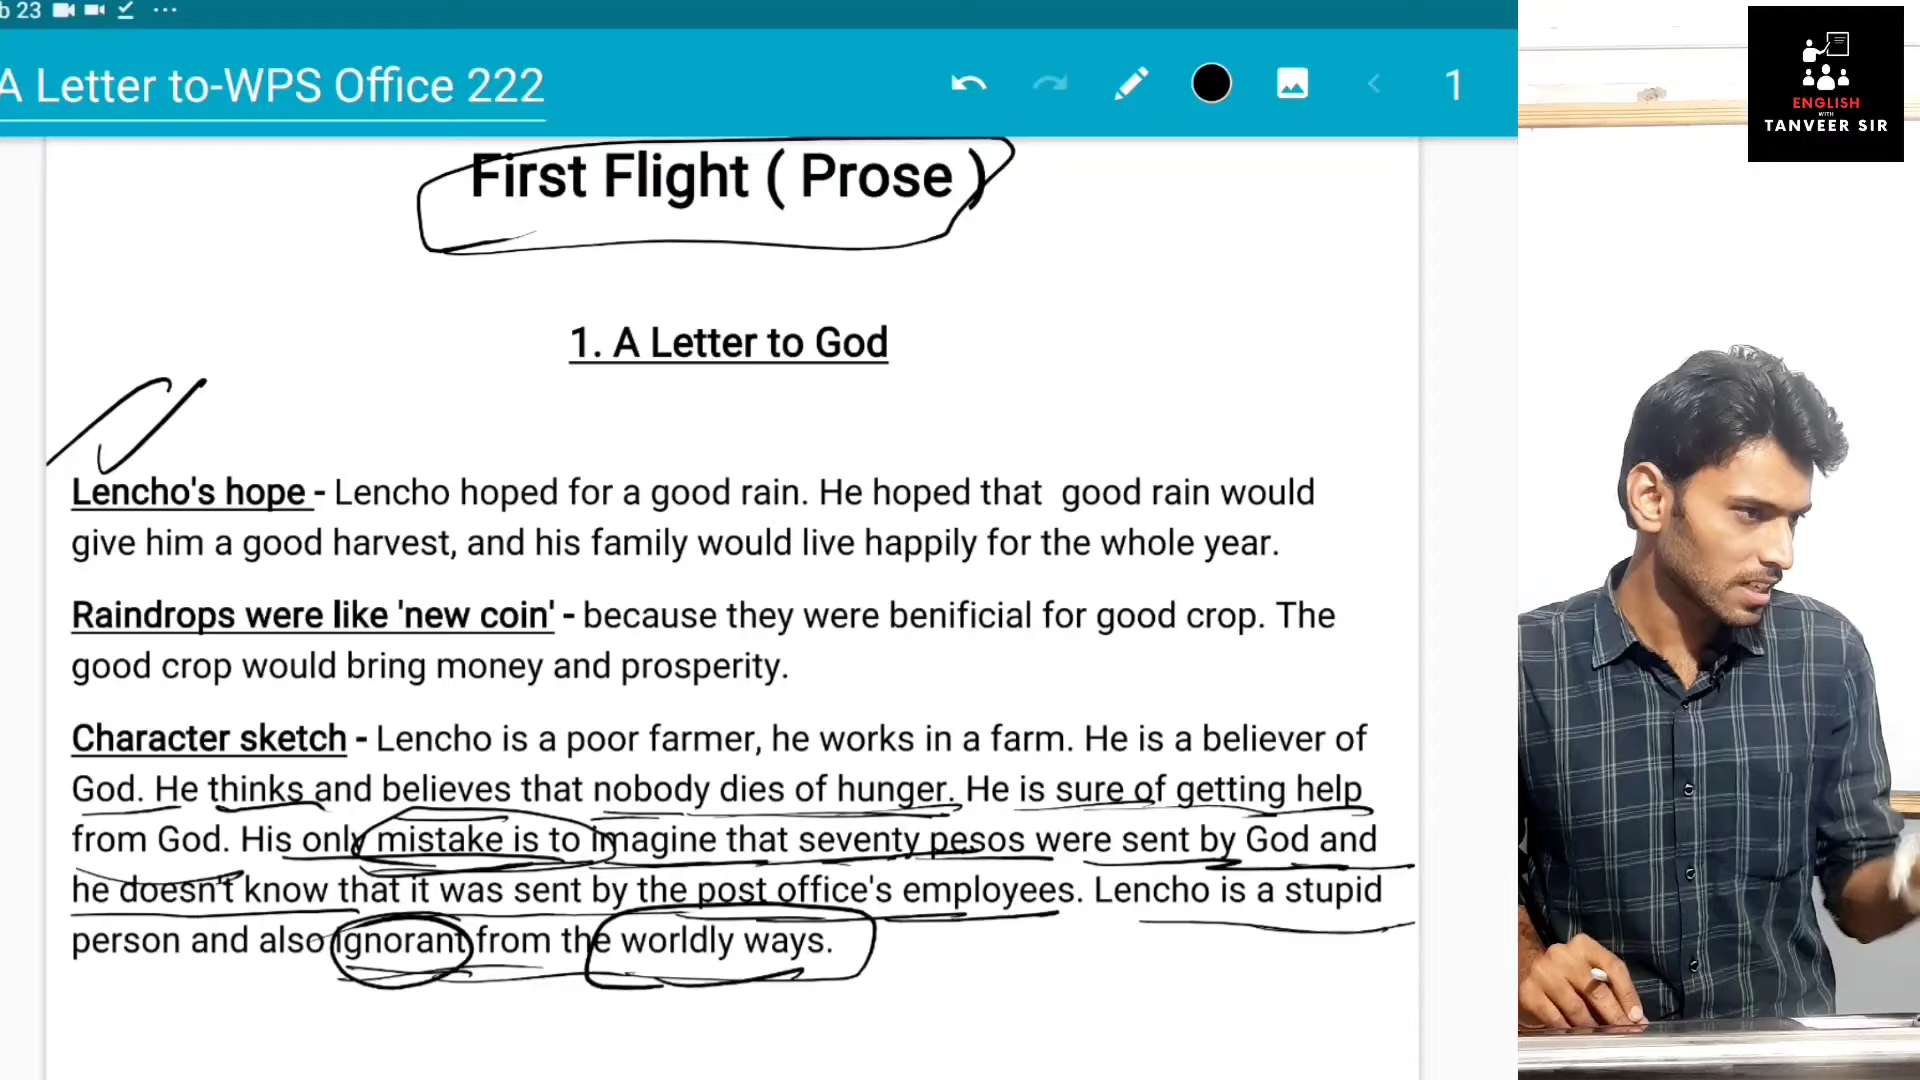 b 23
A Letter to-WPS Office 222
1
ENGLISH
WITH
TANVEER SIR
First Flight ( Prose )
1. A Letter to God
Lencho's hope - Lencho hoped for a good rain. He hoped that good rain would
give him a good harvest, and his family would live happily for the whole year.
Raindrops were like 'new coin' - because they were benificial for good crop. The
good crop would bring money and prosperity.
Character sketch - Lencho is a poor farmer, he works in a farm. He is a believer of
God. He thinks and believes that nobody dies of hunger. He is sure of getting help
from God. His only mistake is to imagine that seventy pesos were sent by God and
he doesn't know that it was sent by the post office's employees. Lencho is a stupid
person and also ignorant from the worldly ways.